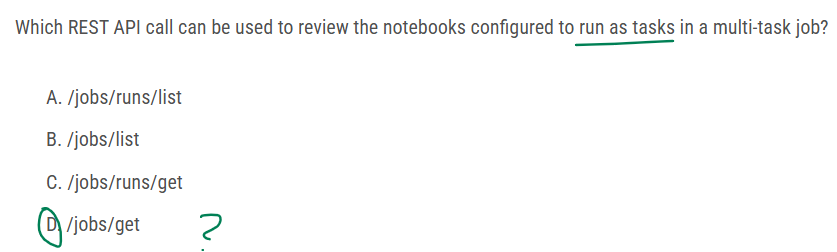 Which REST API call can be used to review the notebooks configured to run as tasks in a multi-task job?
A. /jobs/runs/list
B. /jobs/list
C. /jobs/runs/get
D. /jobs/get ?